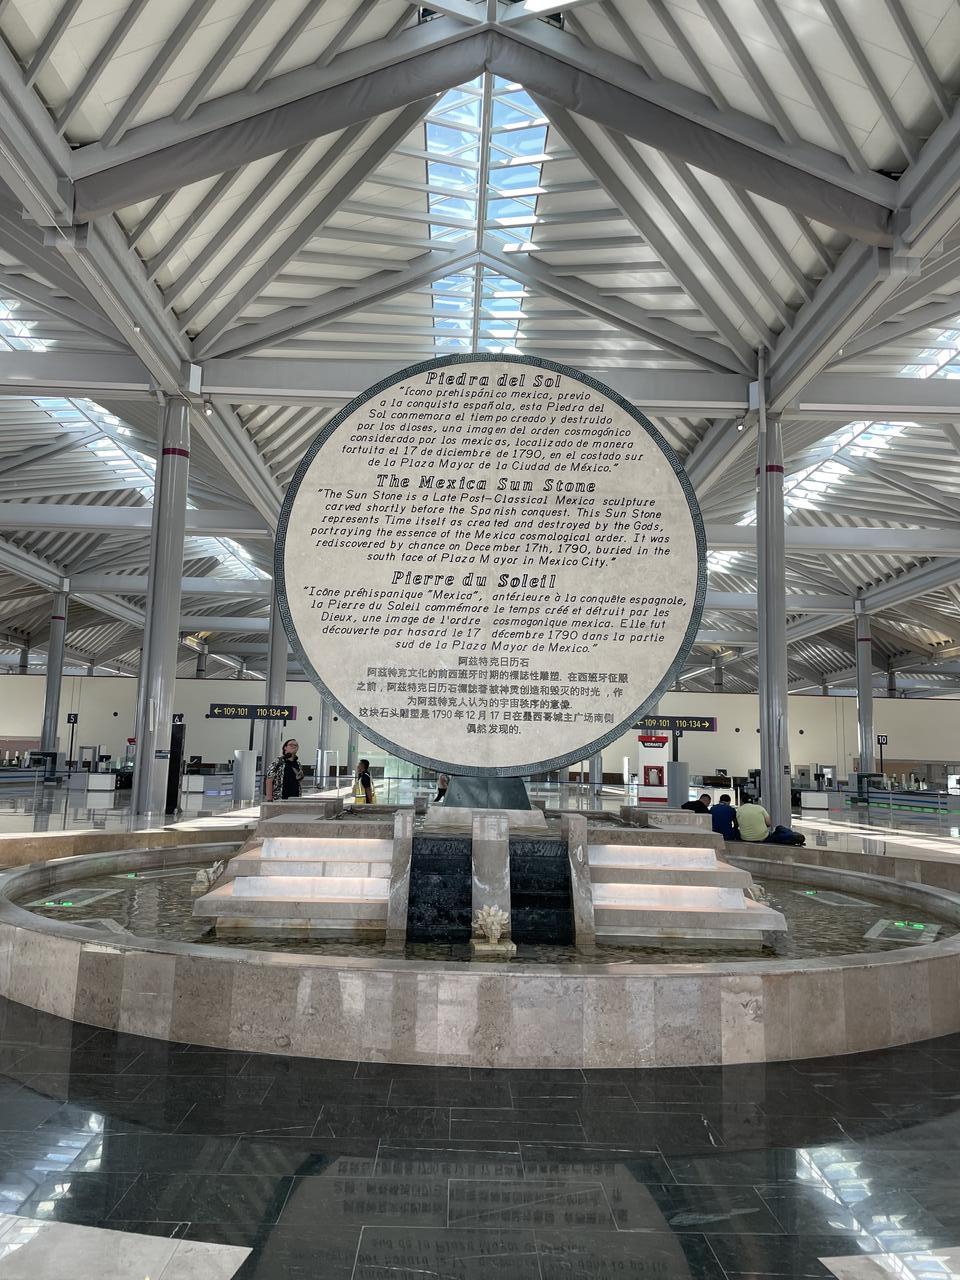 Piedra del Sol
"Ícono prehispánico mexica, previo
a la conquista española, esta Piedra del
Sol conmemora el tiempo creado y destruido
por los dioses, una imagen del orden cosmogónico
considerado por los mexicas, localizado de manera
fortuita el 17 de diciembre de 1790, en el costado sur
de la Plaza Mayor de la Ciudad de México."
The Mexica Sun Stone
"The Sun Stone is a Late Post-Classical Mexica sculpture
carved shortly before the Spanish conquest. This Sun Stone
represents Time itself as created and destroyed by the Gods,
portraying the essence of the Mexica cosmological order. It was
rediscovered by chance on December 17th, 1790, buried in the
south face of Plaza Mayor in Mexico City."
Pierre du Soleil
"Icône préhispanique "Mexica", antérieure à la conquête espagnole,
la Pierre du Soleil commémore le temps créé et détruit par les
Dieux, une image de l'ordre cosmogonique mexica. Elle fut
découverte par hasard le 17 décembre 1790 dans la partie
sud de la Plaza Mayor de Mexico."
阿兹特克日历石
阿兹特克文化的前西班牙时期的標誌性雕塑. 在西班牙征服
之前, 阿兹特克日历石標誌著被神灵创造和毁灭的时光, 作
为阿兹特克人认为的宇宙秩序的意像.
这块石头雕塑是 1790 年 12 月 17 日在墨西哥城主广场南侧
偶然发现的.
109-101 110-134
109-101 110-134
5
6
10
HIDRANTE